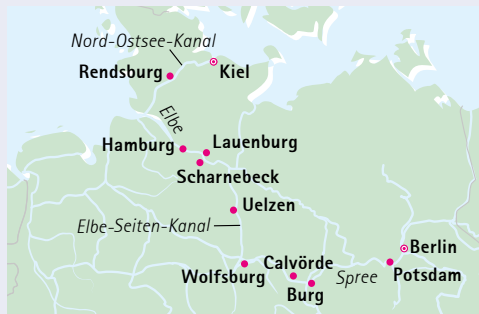 Nord-Ostsee-Kanal
Rendsburg
Kiel
Elbe
Hamburg
Lauenburg
Scharnebeck
Uelzen
Elbe-Seiten-Kanal
Wolfsburg
Calvörde
Burg
Spree
Berlin
Potsdam